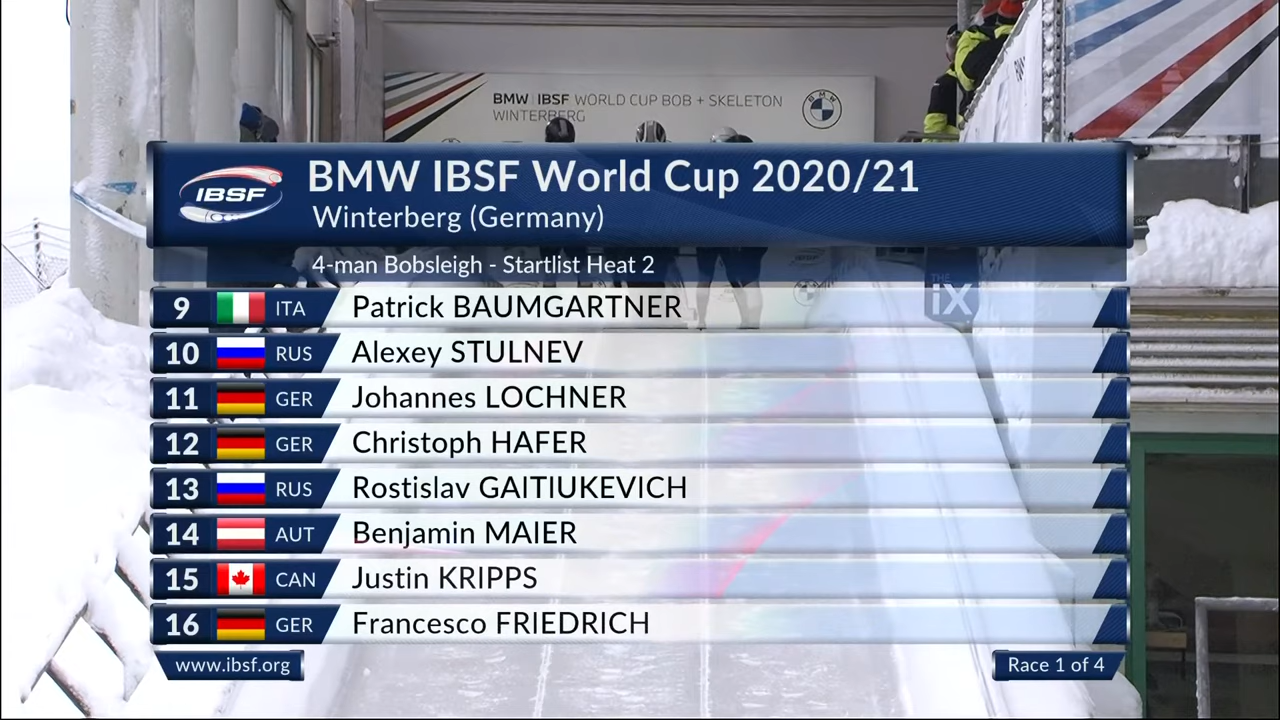 BMW IBSF WORLD CUP BOB + SKELETON
WINTERBERG
BMW
IBSF
BMW IBSF World Cup 2020/21
Winterberg (Germany)
4-man Bobsleigh - Startlist Heat 2
THE
iX
9 ITA Patrick BAUMGARTNER
10 RUS Alexey STULNEV
11 GER Johannes LOCHNER
12 GER Christoph HAFER
13 RUS Rostislav GAITIUKEVICH
14 AUT Benjamin MAIER
15 CAN Justin KRIPPS
16 GER Francesco FRIEDRICH
www.ibsf.org
Race 1 of 4